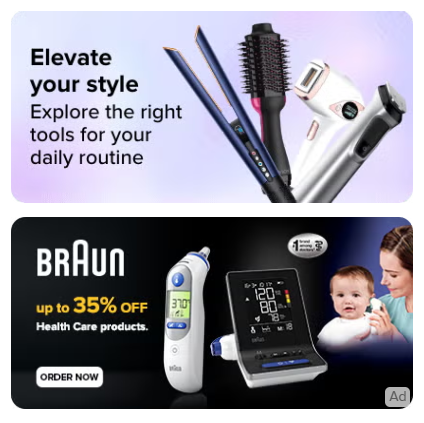 Elevate
your style
Explore the right
tools for your
daily routine
BRAUN
up to 35% OFF
Health Care products.
ORDER NOW
Ad